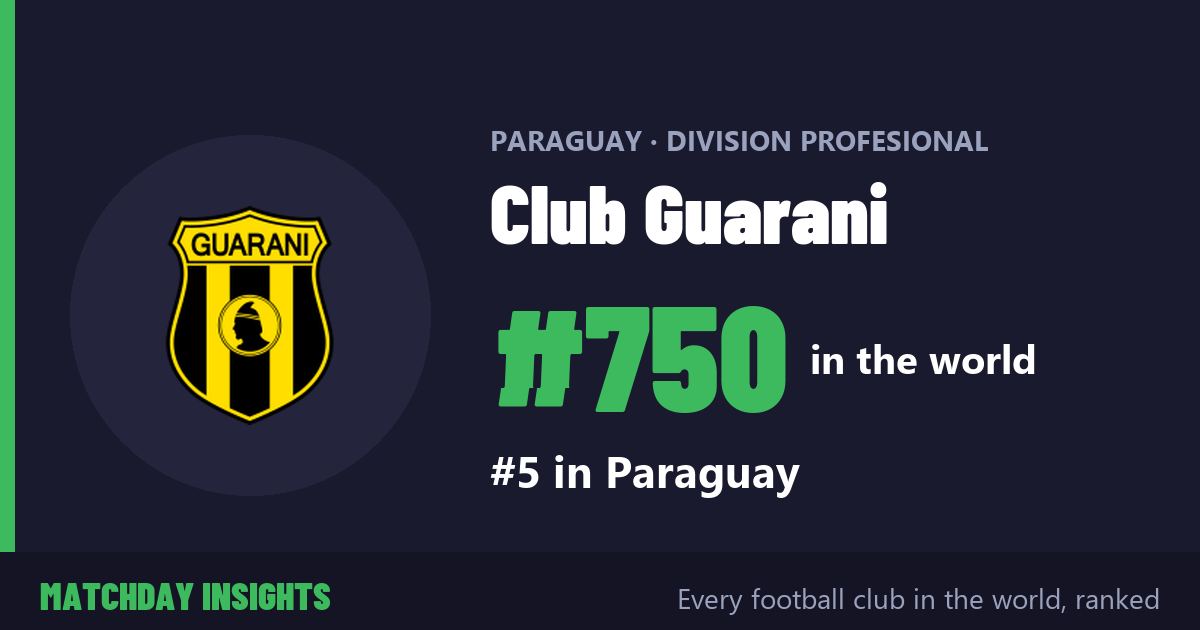 PARAGUAY · DIVISION PROFESIONAL
Club Guarani
GUARANI
#750 in the world
#5 in Paraguay
MATCHDAY INSIGHTS
Every football club in the world, ranked